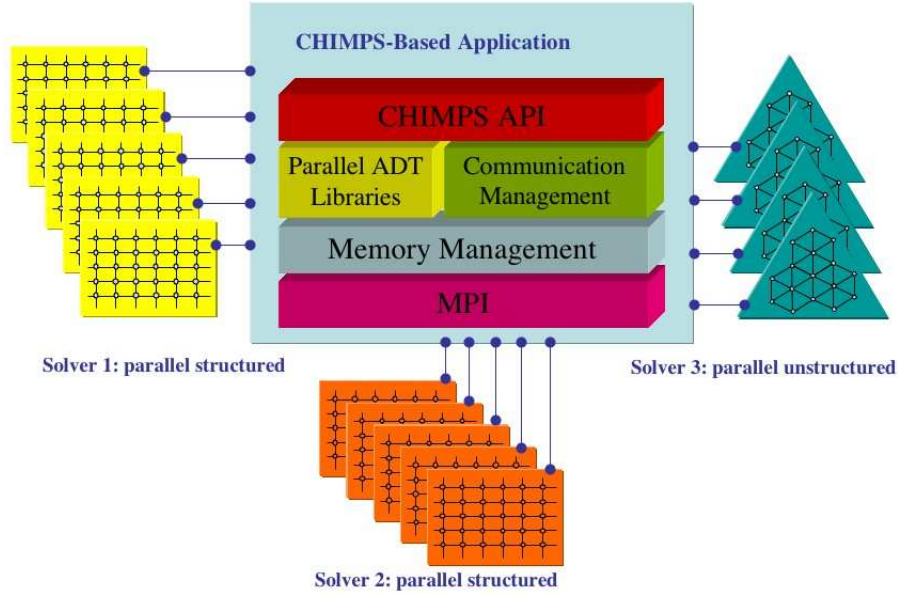 CHIMPS-Based Application
CHIMPS API
Parallel ADT
Libraries
Communication
Management
Memory Management
MPI
Solver 1: parallel structured
Solver 3: parallel unstructured
Solver 2: parallel structured